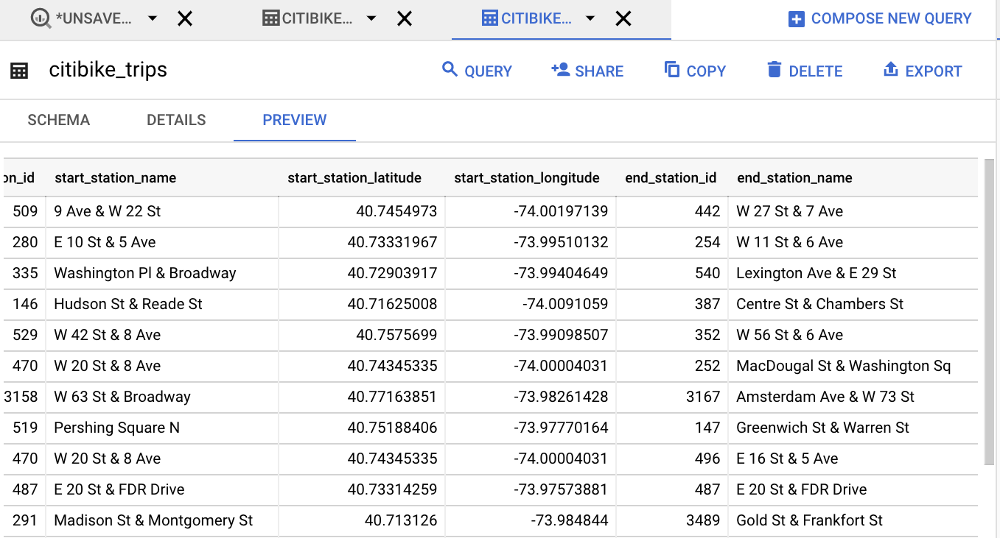 *UNSAVE... CITIBIKE... CITIBIKE... COMPOSE NEW QUERY
citibike_trips QUERY SHARE COPY DELETE EXPORT
SCHEMA DETAILS PREVIEW
on_id start_station_name start_station_latitude start_station_longitude end_station_id end_station_name
509 9 Ave & W 22 St 40.7454973 -74.00197139 442 W 27 St & 7 Ave
280 E 10 St & 5 Ave 40.73331967 -73.99510132 254 W 11 St & 6 Ave
335 Washington Pl & Broadway 40.72903917 -73.99404649 540 Lexington Ave & E 29 St
146 Hudson St & Reade St 40.71625008 -74.0091059 387 Centre St & Chambers St
529 W 42 St & 8 Ave 40.7575699 -73.99098507 352 W 56 St & 6 Ave
470 W 20 St & 8 Ave 40.74345335 -74.00004031 252 MacDougal St & Washington Sq
3158 W 63 St & Broadway 40.77163851 -73.98261428 3167 Amsterdam Ave & W 73 St
519 Pershing Square N 40.75188406 -73.97770164 147 Greenwich St & Warren St
470 W 20 St & 8 Ave 40.74345335 -74.00004031 496 E 16 St & 5 Ave
487 E 20 St & FDR Drive 40.73314259 -73.97573881 487 E 20 St & FDR Drive
291 Madison St & Montgomery St 40.713126 -73.984844 3489 Gold St & Frankfort St